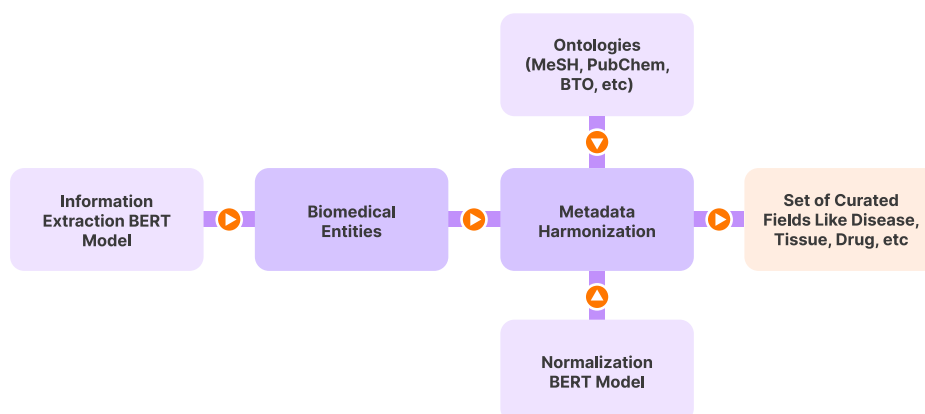 Ontologies
(MeSH, PubChem,
BTO, etc)
Information
Extraction BERT
Model
Biomedical
Entities
Metadata
Harmonization
Set of Curated
Fields Like Disease,
Tissue, Drug, etc
Normalization
BERT Model